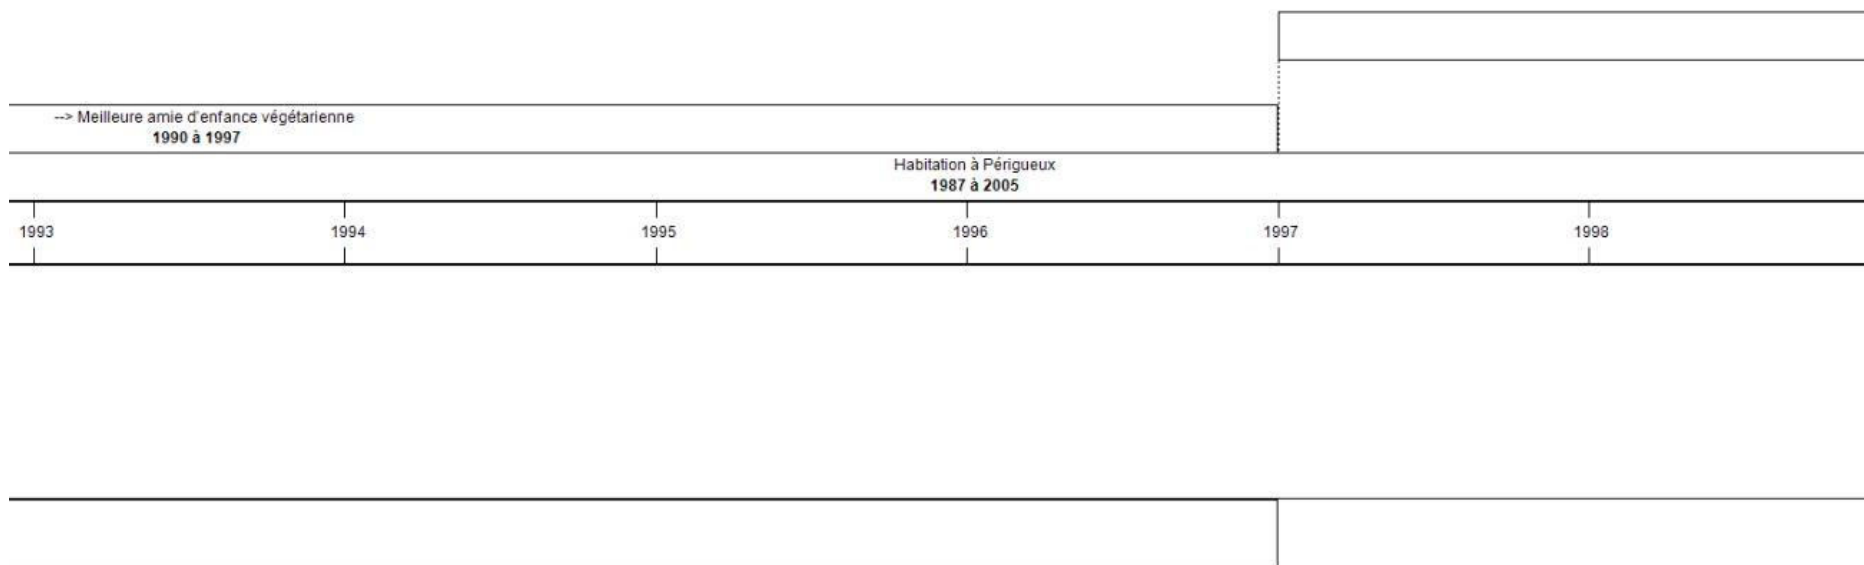 --> Meilleure amie d'enfance végétarienne
1990 à 1997
Habitation à Périgueux
1987 à 2005
1993 1994 1995 1996 1997 1998